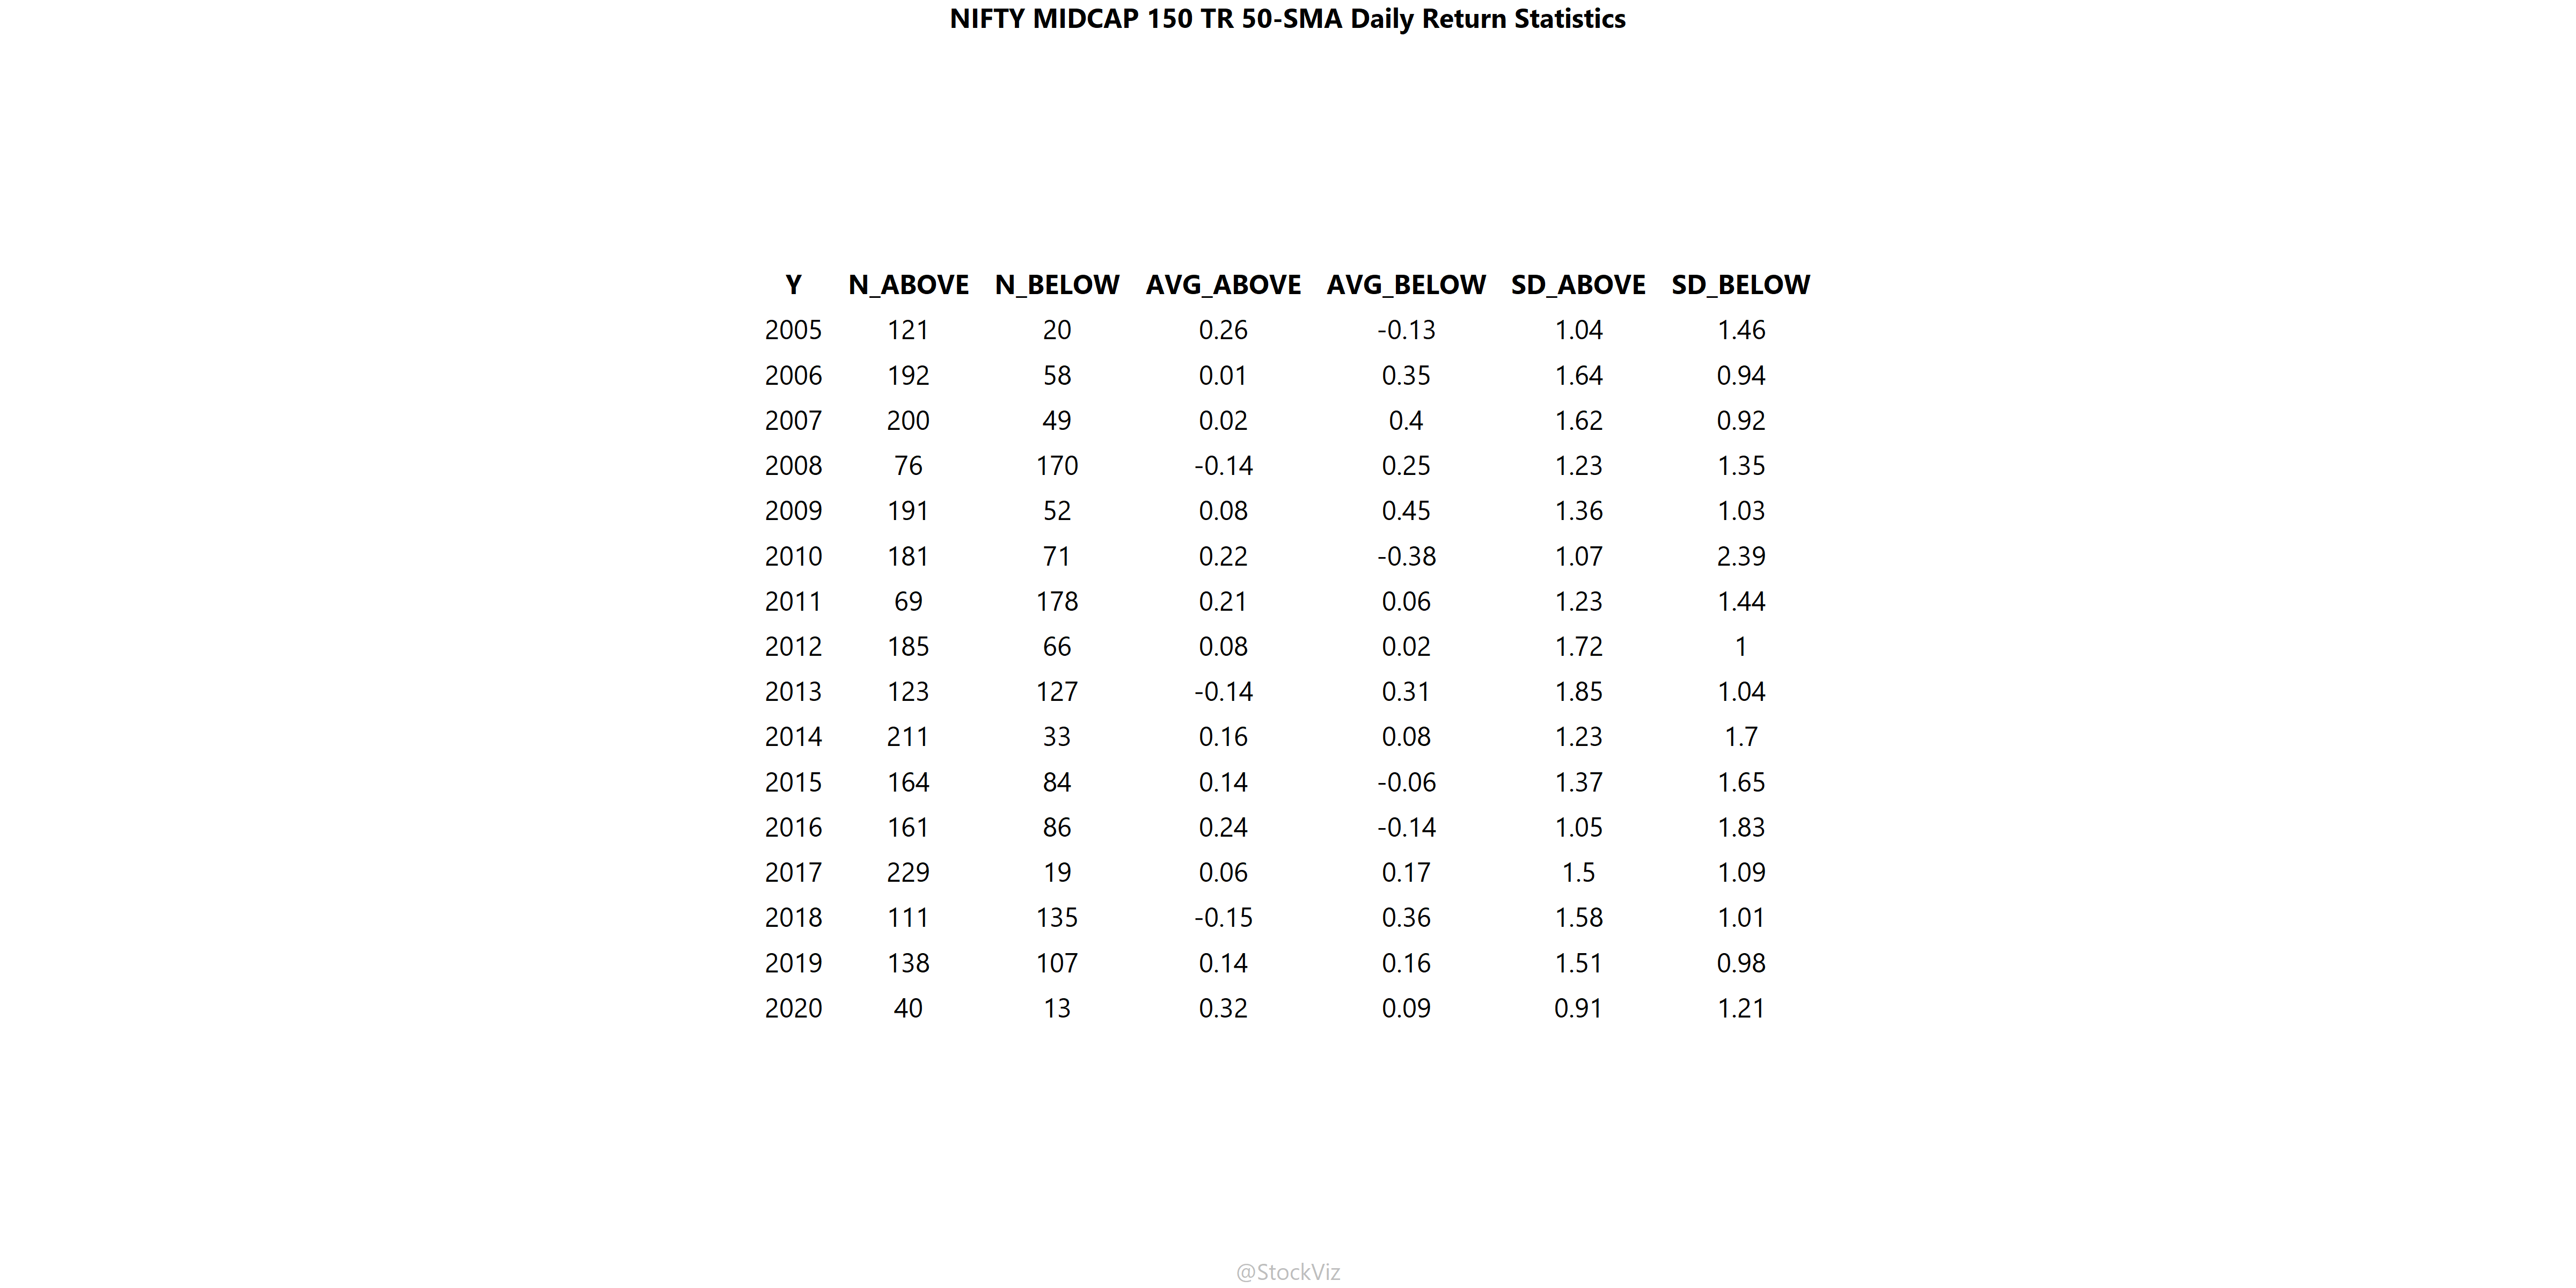 NIFTY MIDCAP 150 TR 50-SMA Daily Return Statistics
Y N_ABOVE N_BELOW AVG_ABOVE AVG_BELOW SD_ABOVE SD_BELOW
2005 121 20 0.26 -0.13 1.04 1.46
2006 192 58 0.01 0.35 1.64 0.94
2007 200 49 0.02 0.4 1.62 0.92
2008 76 170 -0.14 0.25 1.23 1.35
2009 191 52 0.08 0.45 1.36 1.03
2010 181 71 0.22 -0.38 1.07 2.39
2011 69 178 0.21 0.06 1.23 1.44
2012 185 66 0.08 0.02 1.72 1
2013 123 127 -0.14 0.31 1.85 1.04
2014 211 33 0.16 0.08 1.23 1.7
2015 164 84 0.14 -0.06 1.37 1.65
2016 161 86 0.24 -0.14 1.05 1.83
2017 229 19 0.06 0.17 1.5 1.09
2018 111 135 -0.15 0.36 1.58 1.01
2019 138 107 0.14 0.16 1.51 0.98
2020 40 13 0.32 0.09 0.91 1.21
@StockViz